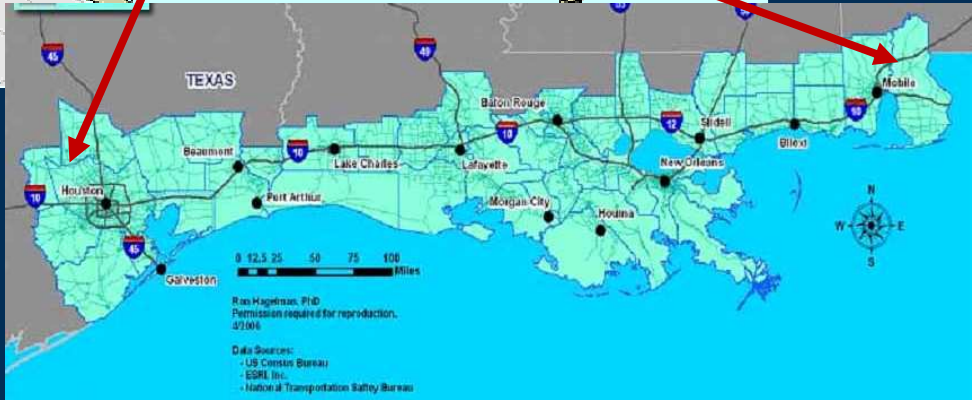 45
49
55
59
TEXAS
Mobile
Baton Rouge
10
12
10
Slidell
Beaumont
10
Biloxi
Lake Charles
Lafayette
New Orleans
10
Houston
Port Arthur
Morgan City
Houma
N
W
E
S
45
Galveston
0 12.5 25 50 75 100
Miles
Ron Hagelman, PhD
Permission required for reproduction.
4/2006
Data Sources:
- US Census Bureau
- ESRI, Inc.
- National Transportation Saftey Bureau